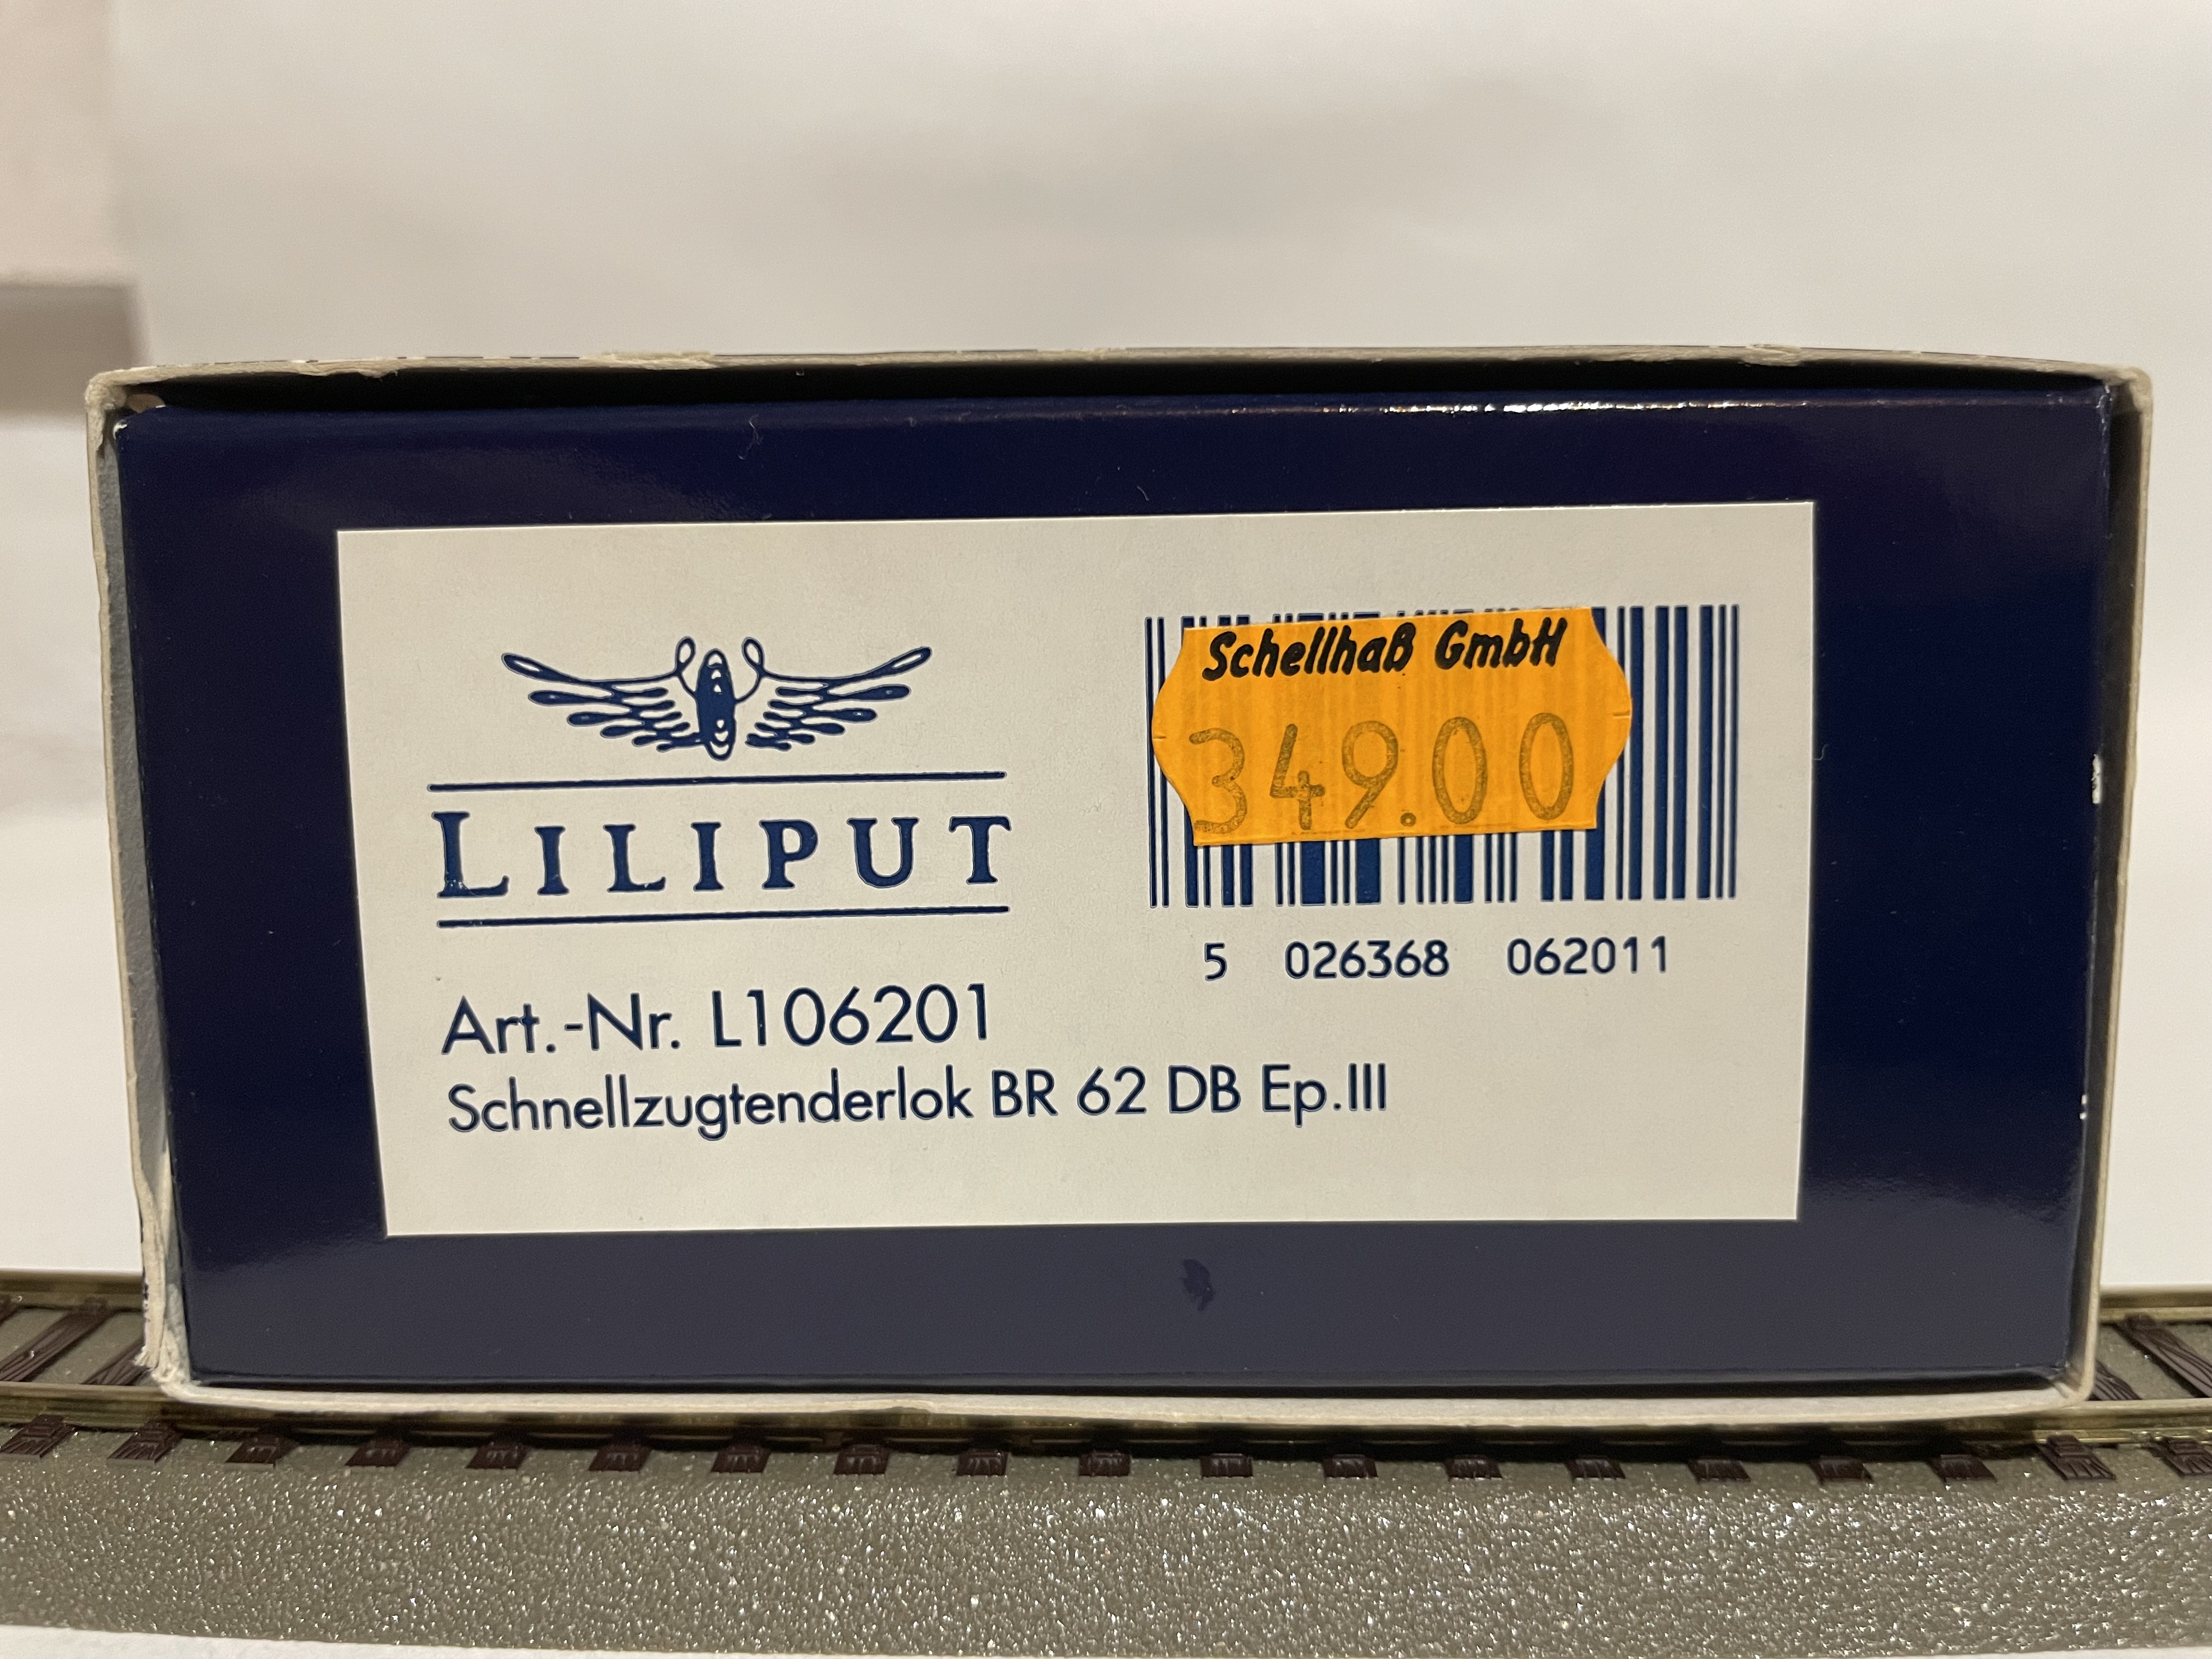 LILIPUT
Art.-Nr. L106201
Schnellzugtenderlok BR 62 DB Ep.III
Schellhaß GmbH
349.00
5 026368 062011